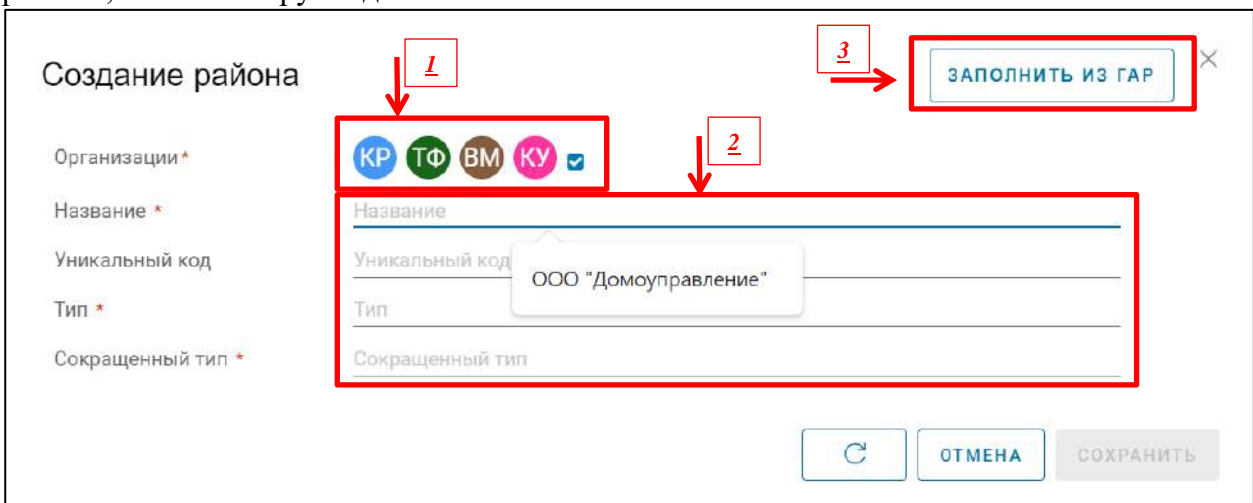 1
3
Создание района
ЗАПОЛНИТЬ ИЗ ГАР
Организации*
КР ТФ ВМ КУ
2
Название *
Название
Уникальный код
Уникальный код
ООО "Домоуправление"
Тип *
Тип
Сокращенный тип *
Сокращенный тип
ОТМЕНА
СОХРАНИТЬ